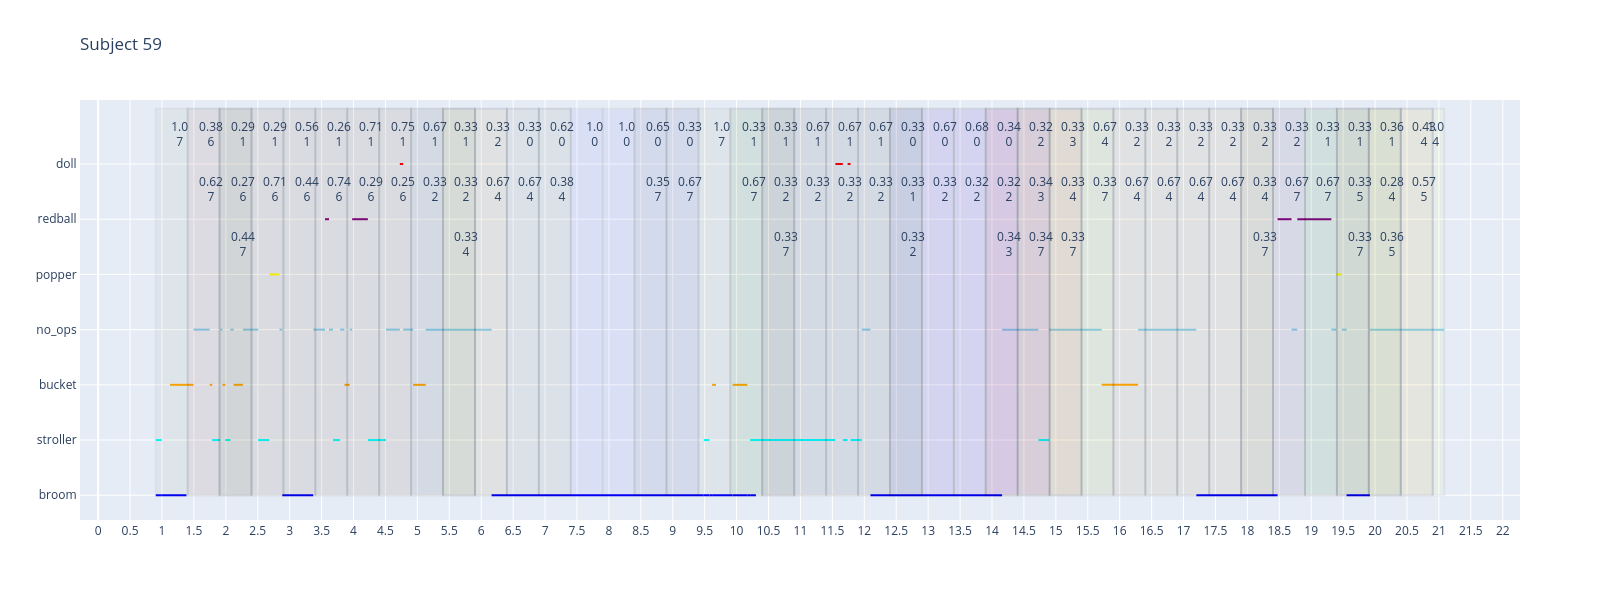 Subject 59
1.0 0.38 0.29 0.29 0.56 0.26 0.71 0.75 0.67 0.33 0.33 0.33 0.62 1.0 1.0 0.65 0.33 1.0 0.33 0.33 0.67 0.67 0.67 0.33 0.67 0.68 0.34 0.32 0.33 0.67 0.33 0.33 0.33 0.33 0.33 0.33 0.33 0.33 0.36
7 6 1 1 1 1 1 1 1 1 2 0 0 0 0 0 0 7 1 1 1 1 1 0 0 0 0 2 3 4 2 2 2 2 2 2 1 1 1 4 4
doll
0.62 0.27 0.71 0.44 0.74 0.29 0.25 0.33 0.33 0.67 0.67 0.38 0.35 0.67 0.67 0.33 0.33 0.33 0.33 0.33 0.33 0.32 0.32 0.34 0.33 0.33 0.67 0.67 0.67 0.67 0.33 0.67 0.67 0.33 0.28 0.57
7 6 6 6 6 6 6 2 2 4 4 4 7 7 7 2 2 2 2 1 2 2 2 3 4 7 4 4 4 4 4 7 7 5 4 5
redball
0.44 0.33 0.33 0.33 0.34 0.34 0.33 0.33 0.33 0.36
7 4 7 2 3 7 7 7 7 5
popper
no_ops
bucket
stroller
broom
0 0.5 1 1.5 2 2.5 3 3.5 4 4.5 5 5.5 6 6.5 7 7.5 8 8.5 9 9.5 10 10.5 11 11.5 12 12.5 13 13.5 14 14.5 15 15.5 16 16.5 17 17.5 18 18.5 19 19.5 20 20.5 21 21.5 22